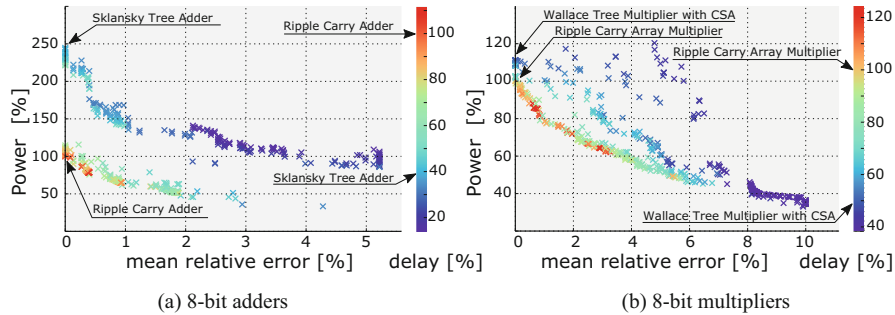 Sklansky Tree Adder
Ripple Carry Adder
250
200
150
100
50
Power [%]
Ripple Carry Adder
Sklansky Tree Adder
0 1 2 3 4 5
mean relative error [%]
delay [%]
100
80
60
40
20
(a) 8-bit adders
Wallace Tree Multiplier with CSA
Ripple Carry Array Multiplier
Ripple Carry Array Multiplier
120
100
80
60
40
Power [%]
Wallace Tree Multiplier with CSA
0 2 4 6 8 10
mean relative error [%]
delay [%]
120
100
80
60
40
(b) 8-bit multipliers